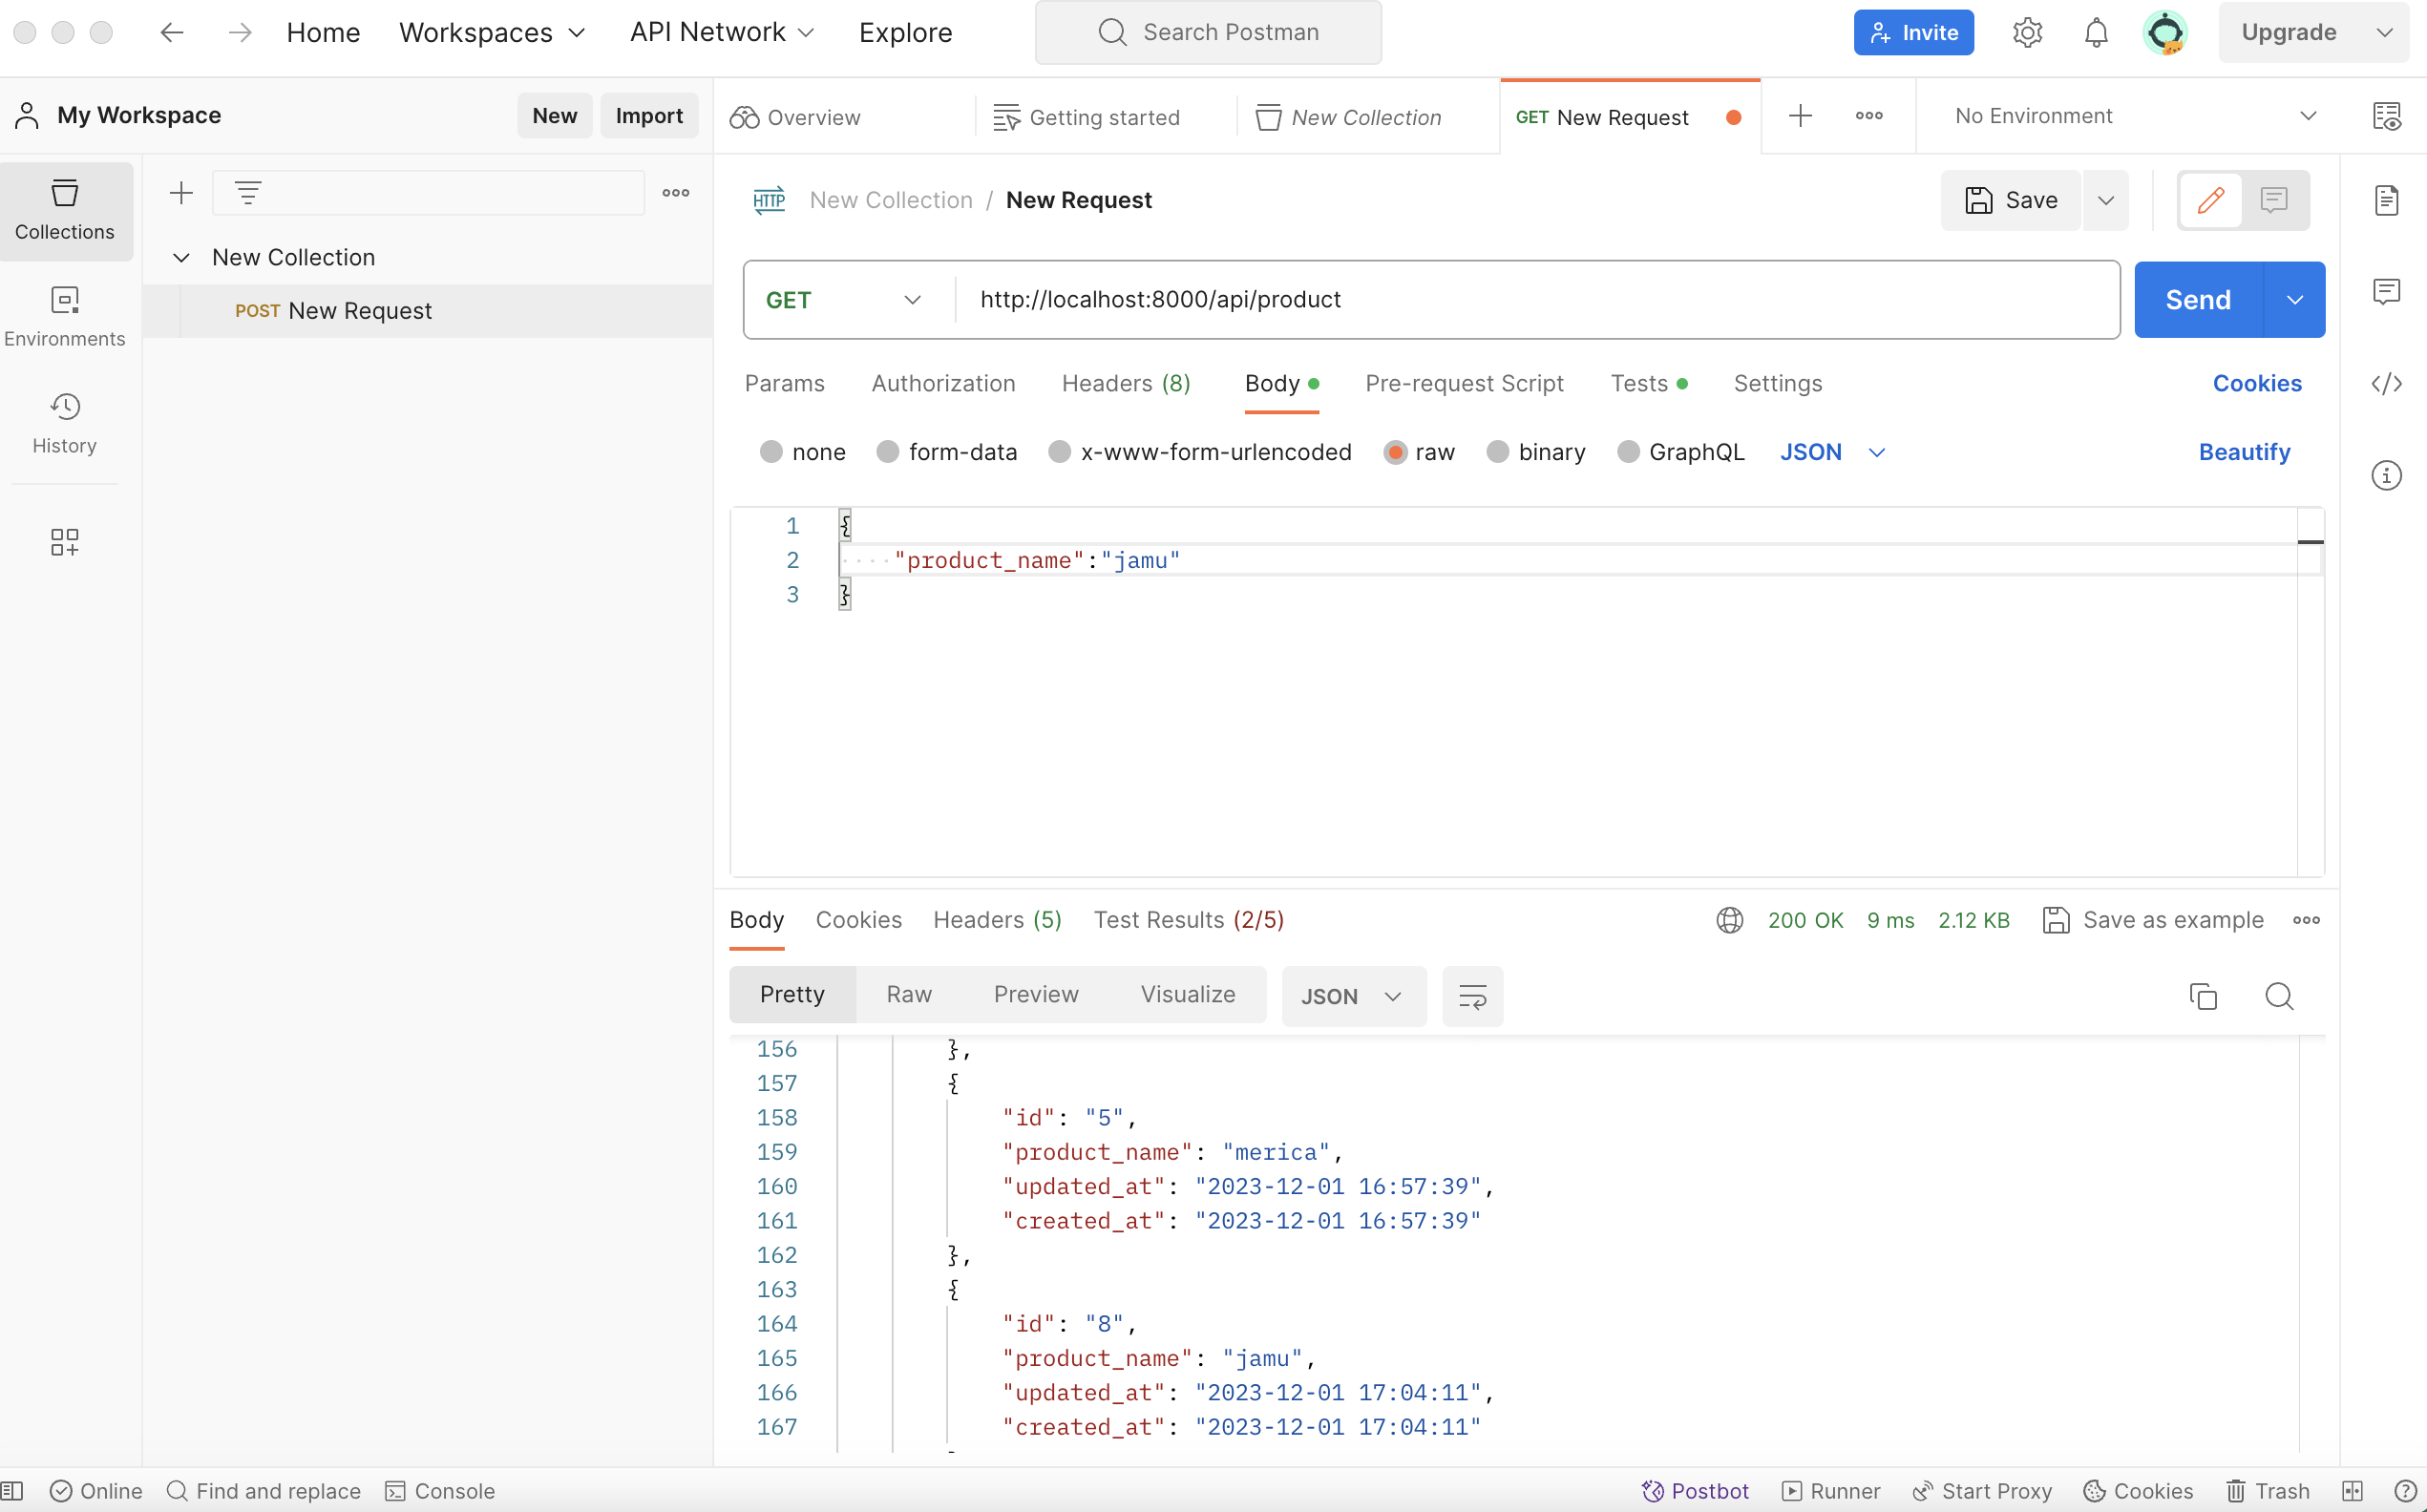 Home Workspaces API Network Explore Search Postman Invite Upgrade
My Workspace New Import Overview Getting started New Collection GET New Request No Environment
Collections
Environments
History
New Collection
POST New Request
HTTP New Collection / New Request Save
GET http://localhost:8000/api/product Send
Params Authorization Headers (8) Body Pre-request Script Tests Settings Cookies
none form-data x-www-form-urlencoded raw binary GraphQL JSON Beautify
1 {
2 "product_name":"jamu"
3 }
Body Cookies Headers (5) Test Results (2/5) 200 OK 9 ms 2.12 KB Save as example
Pretty Raw Preview Visualize JSON
156 },
157 {
158 "id": "5",
159 "product_name": "merica",
160 "updated_at": "2023-12-01 16:57:39",
161 "created_at": "2023-12-01 16:57:39"
162 },
163 {
164 "id": "8",
165 "product_name": "jamu",
166 "updated_at": "2023-12-01 17:04:11",
167 "created_at": "2023-12-01 17:04:11"
Online Find and replace Console Postbot Runner Start Proxy Cookies Trash